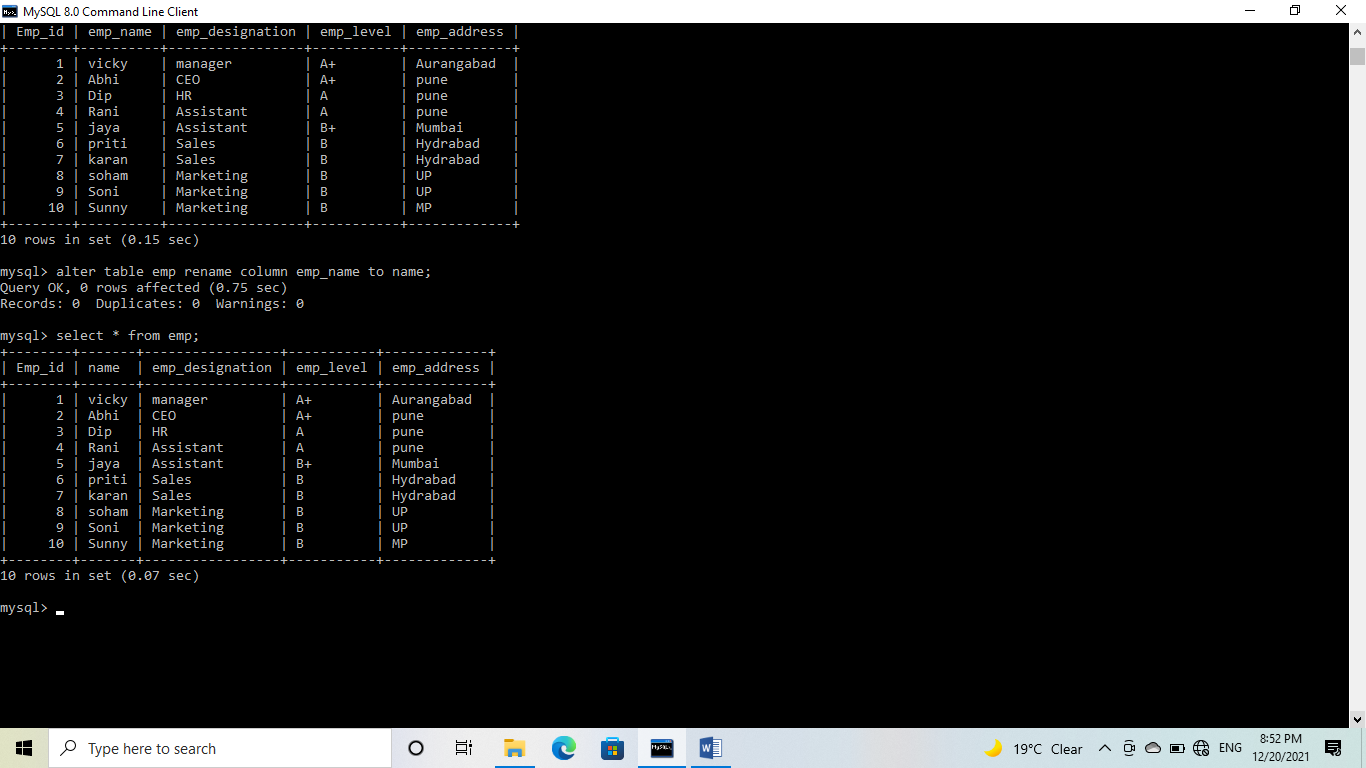 MySQL 8.0 Command Line Client
| Emp_id | emp_name | emp_designation | emp_level | emp_address |
+--------+----------+-----------------+-----------+-------------+
|      1 | vicky    | manager         | A+        | Aurangabad  |
|      2 | Abhi     | CEO             | A+        | pune        |
|      3 | Dip      | HR              | A         | pune        |
|      4 | Rani     | Assistant       | A         | pune        |
|      5 | jaya     | Assistant       | B+        | Mumbai      |
|      6 | priti    | Sales           | B         | Hydrabad    |
|      7 | karan    | Sales           | B         | Hydrabad    |
|      8 | soham    | Marketing       | B         | UP          |
|      9 | Soni     | Marketing       | B         | UP          |
|     10 | Sunny    | Marketing       | B         | MP          |
+--------+----------+-----------------+-----------+-------------+
10 rows in set (0.15 sec)
mysql> alter table emp rename column emp_name to name;
Query OK, 0 rows affected (0.75 sec)
Records: 0  Duplicates: 0  Warnings: 0
mysql> select * from emp;
+--------+-------+-----------------+-----------+-------------+
| Emp_id | name  | emp_designation | emp_level | emp_address |
+--------+-------+-----------------+-----------+-------------+
|      1 | vicky | manager         | A+        | Aurangabad  |
|      2 | Abhi  | CEO             | A+        | pune        |
|      3 | Dip   | HR              | A         | pune        |
|      4 | Rani  | Assistant       | A         | pune        |
|      5 | jaya  | Assistant       | B+        | Mumbai      |
|      6 | priti | Sales           | B         | Hydrabad    |
|      7 | karan | Sales           | B         | Hydrabad    |
|      8 | soham | Marketing       | B         | UP          |
|      9 | Soni  | Marketing       | B         | UP          |
|     10 | Sunny | Marketing       | B         | MP          |
+--------+-------+-----------------+-----------+-------------+
10 rows in set (0.07 sec)
mysql>
Type here to search
19°C Clear
ENG
8:52 PM
12/20/2021